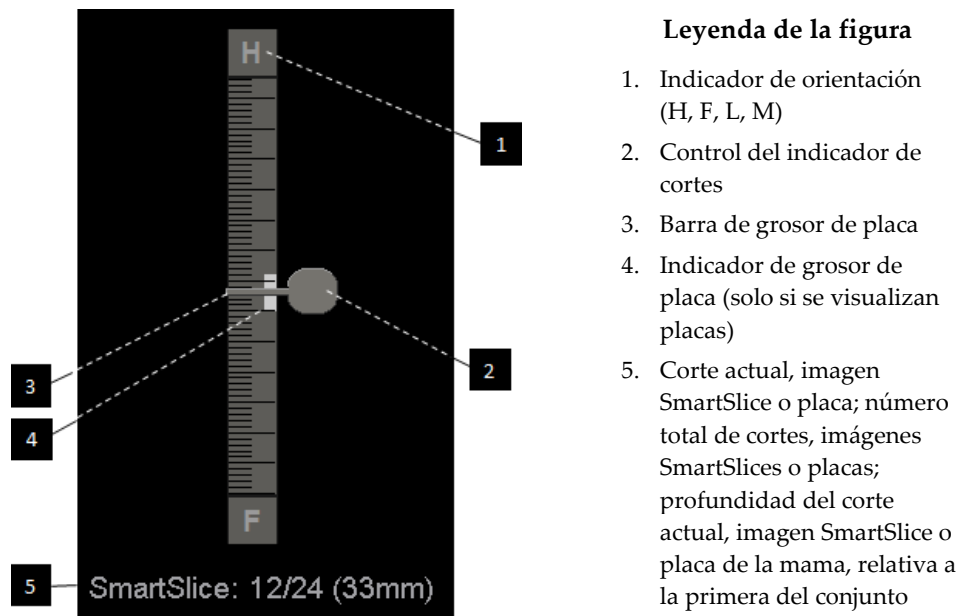 H
1
3
2
4
F
5
SmartSlice: 12/24 (33mm)
Leyenda de la figura
1. Indicador de orientación
(H, F, L, M)
2. Control del indicador de
cortes
3. Barra de grosor de placa
4. Indicador de grosor de
placa (solo si se visualizan
placas)
5. Corte actual, imagen
SmartSlice o placa; número
total de cortes, imágenes
SmartSlices o placas;
profundidad del corte
actual, imagen SmartSlice o
placa de la mama, relativa a
la primera del conjunto